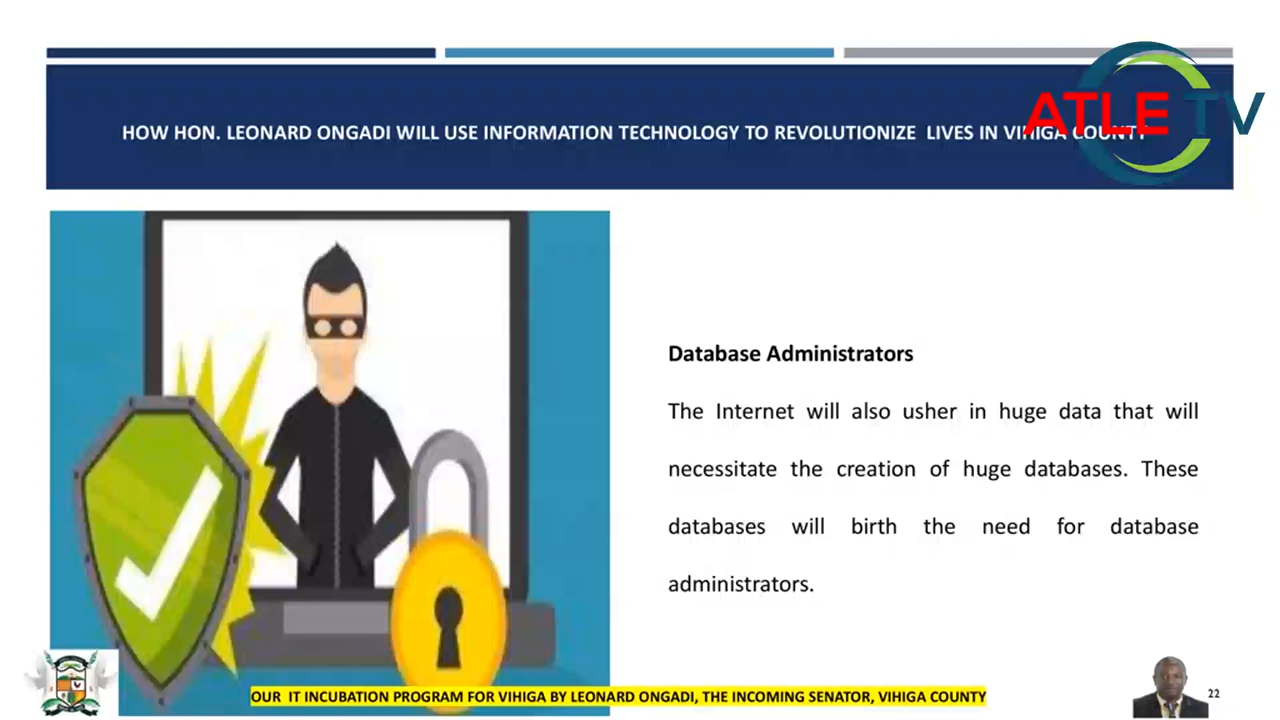 ATLE TV
HOW HON. LEONARD ONGADI WILL USE INFORMATION TECHNOLOGY TO REVOLUTIONIZE LIVES IN VIHIGA COUNTY
Database Administrators
The Internet will also usher in huge data that will
necessitate the creation of huge databases. These
databases will birth the need for database
administrators.
OUR IT INCUBATION PROGRAM FOR VIHIGA BY LEONARD ONGADI, THE INCOMING SENATOR, VIHIGA COUNTY
22